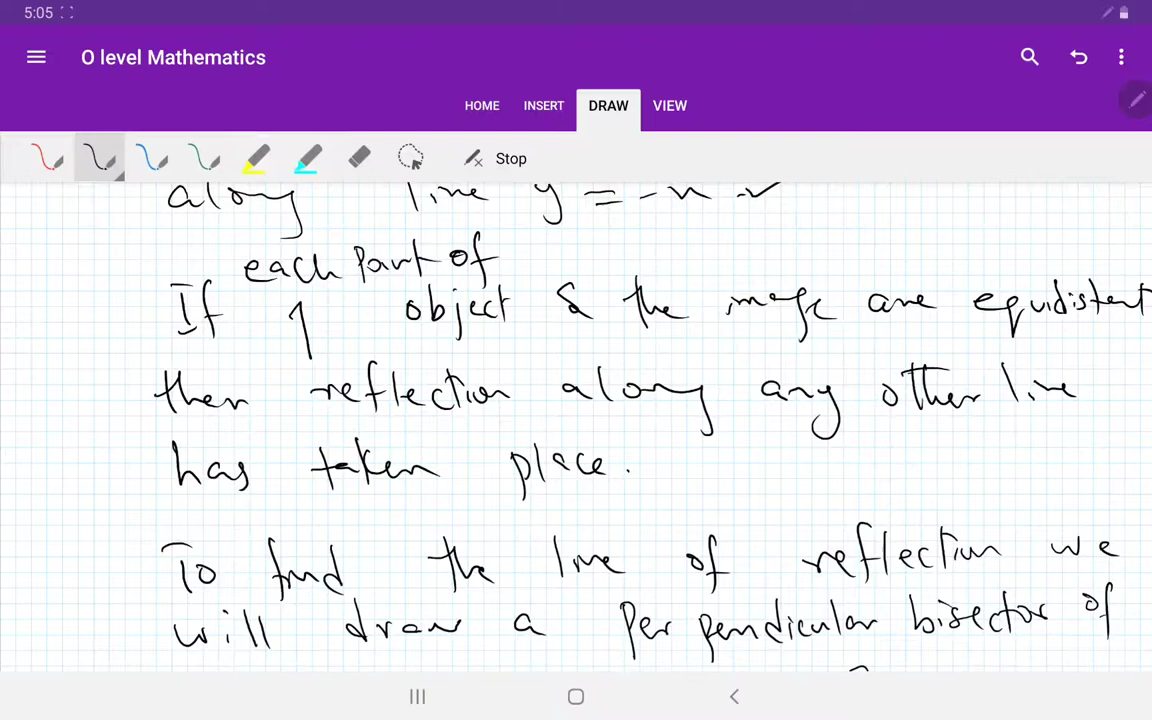 5:05
O level Mathematics
HOME INSERT DRAW VIEW
Stop
along line y = -x
each part of
If object & the image are equidistent
then reflection along any other line
has taken place.
To find the line of reflection we
will draw a perpendicular bisector of